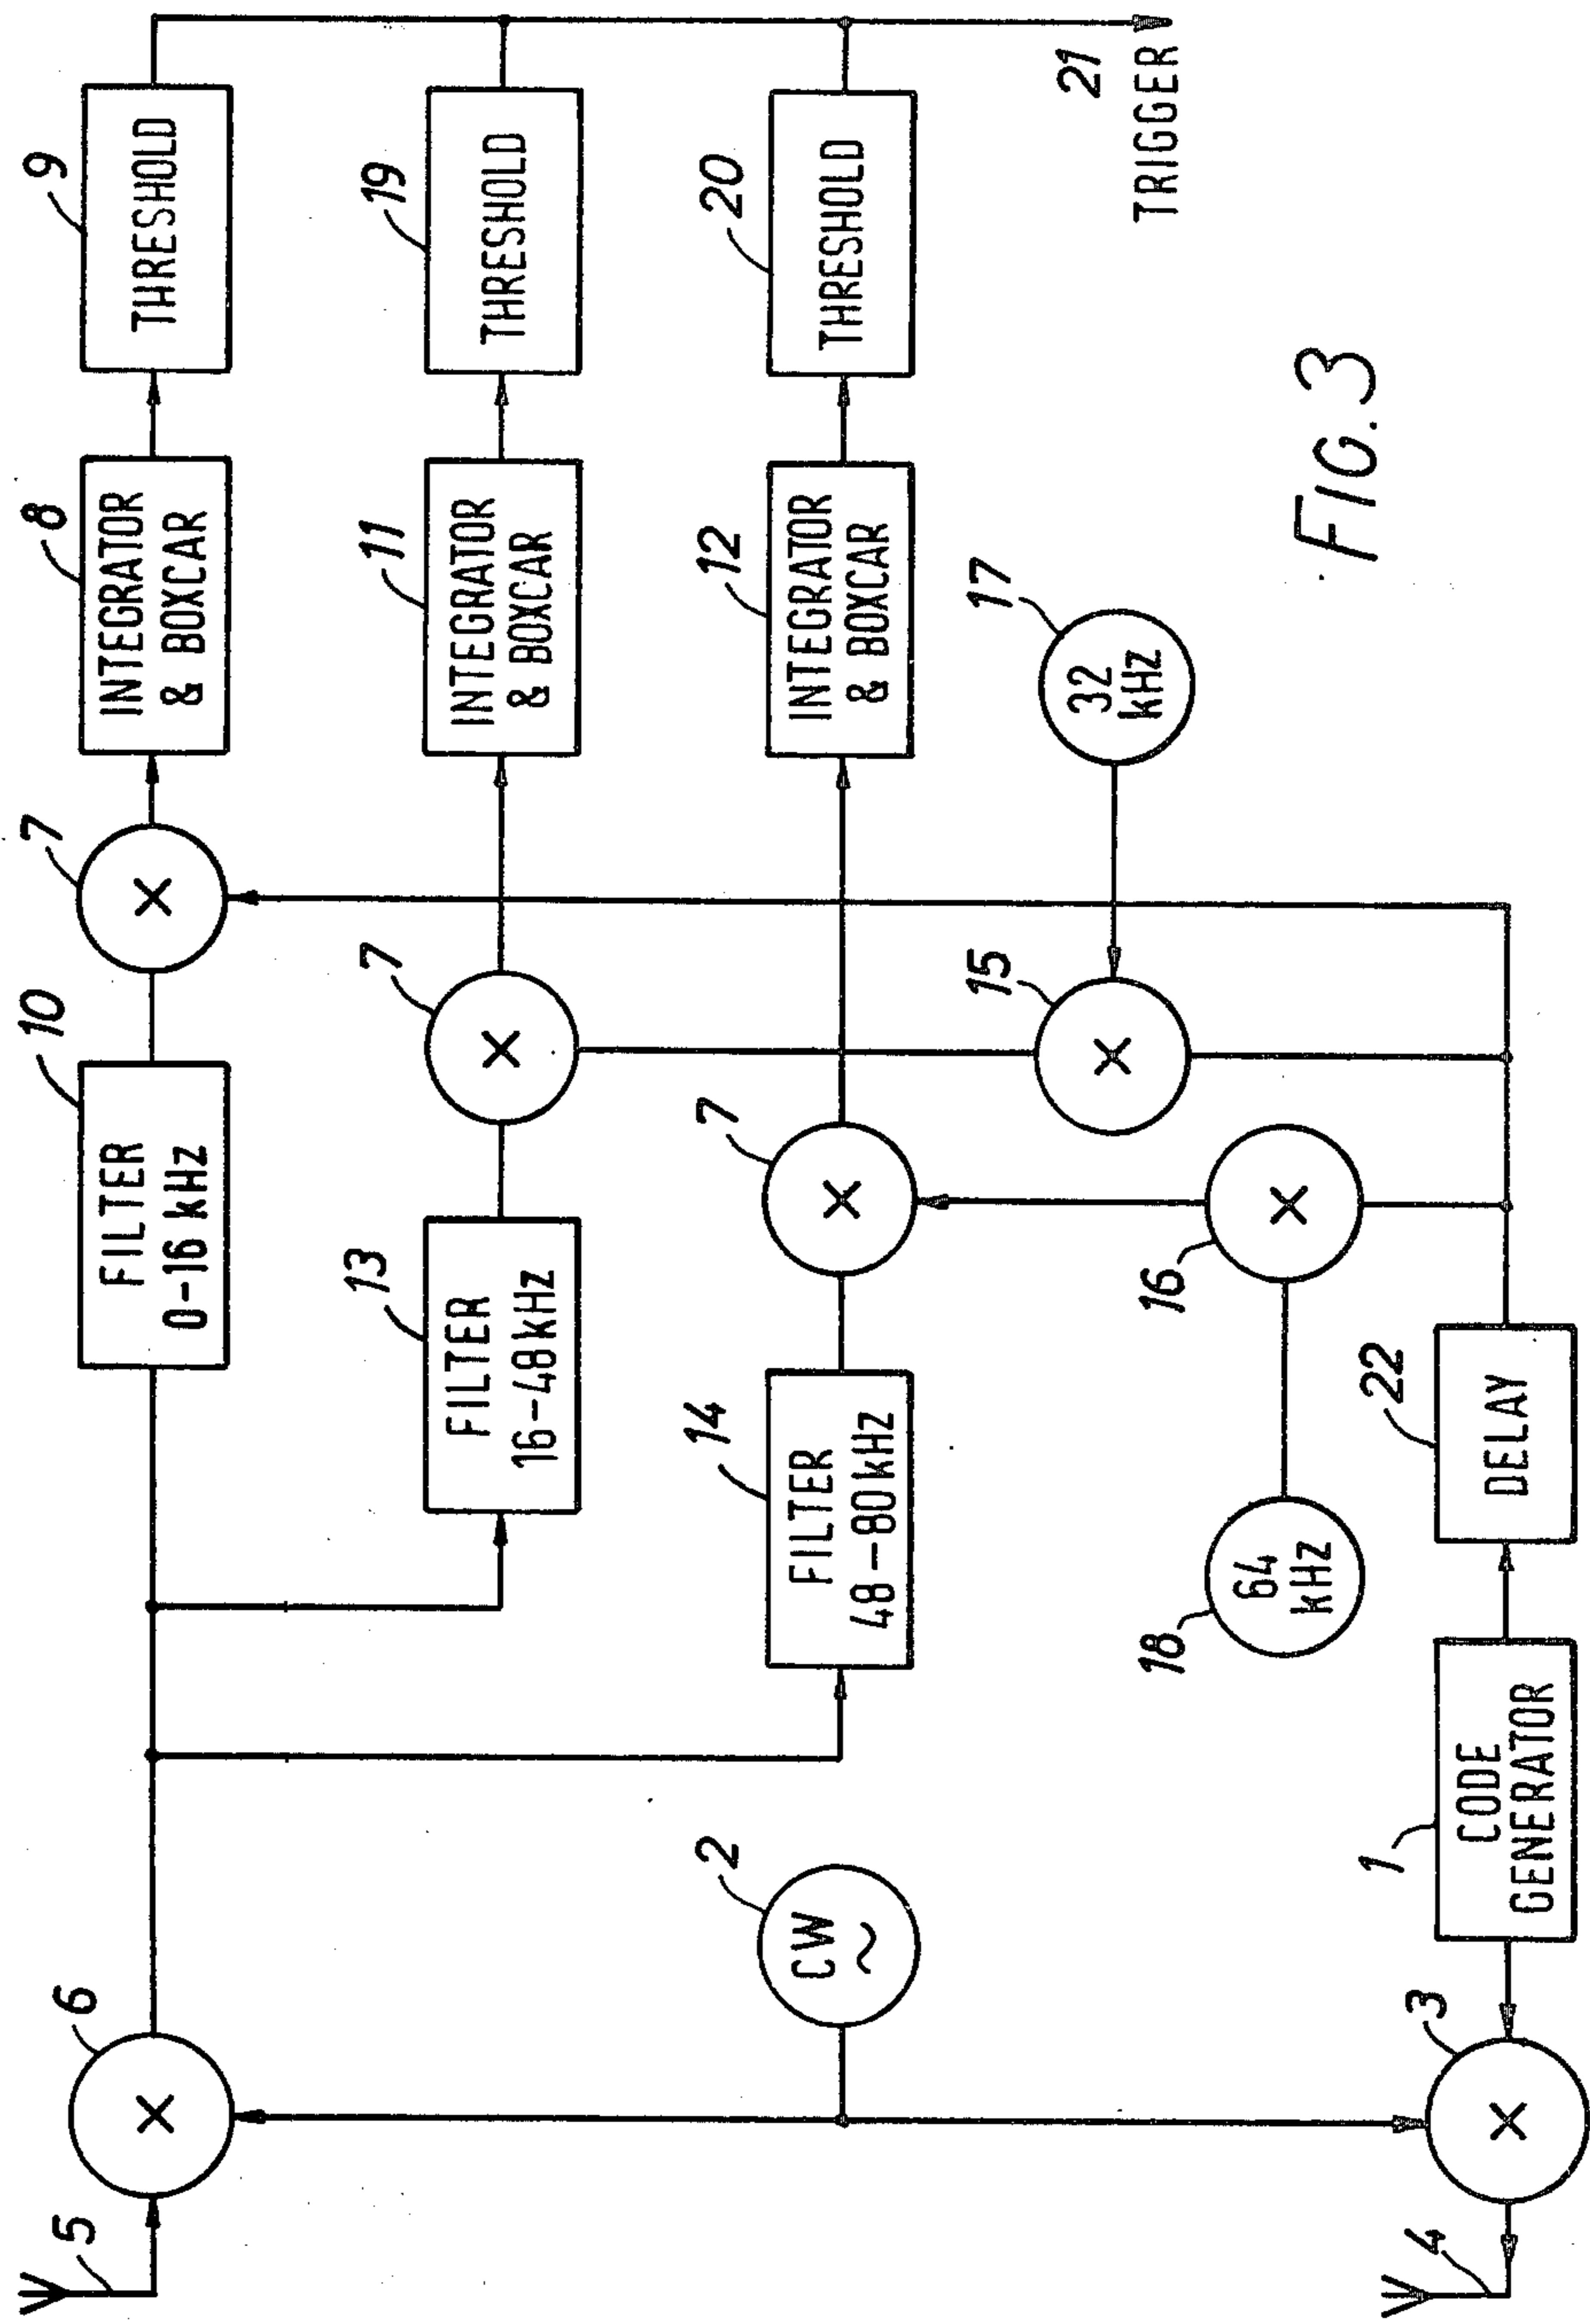 5
6
10
FILTER
0-16 kHz
7
8
INTEGRATOR
& BOXCAR
9
THRESHOLD
13
FILTER
16-48 kHz
7
11
INTEGRATOR
& BOXCAR
19
THRESHOLD
2
CW
14
FILTER
48-80 kHz
7
12
INTEGRATOR
& BOXCAR
20
THRESHOLD
21
TRIGGER
18
64
kHz
16
15
17
32
kHz
4
3
1
CODE
GENERATOR
22
DELAY
FIG. 3